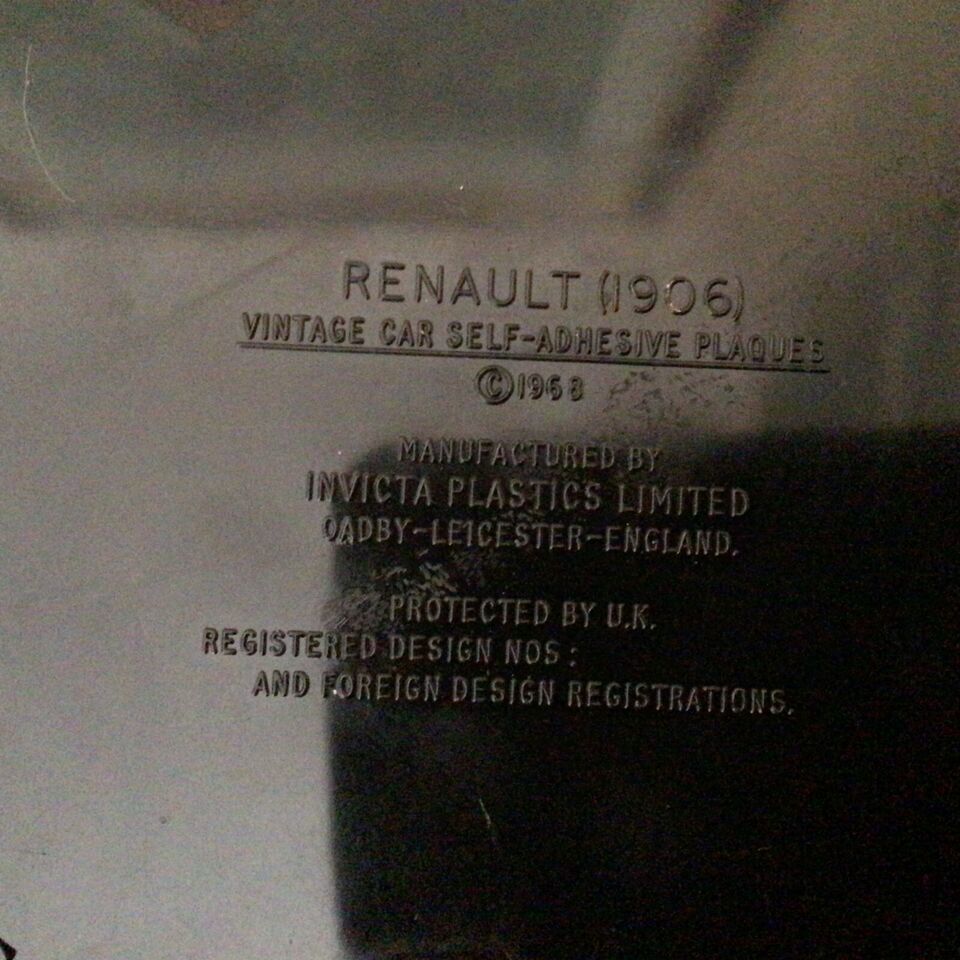 RENAULT (1906)
VINTAGE CAR SELF-ADHESIVE PLAQUES
©1968
MANUFACTURED BY
INVICTA PLASTICS LIMITED
OADBY-LEICESTER-ENGLAND.
PROTECTED BY U.K.
REGISTERED DESIGN NOS:
AND FOREIGN DESIGN REGISTRATIONS.